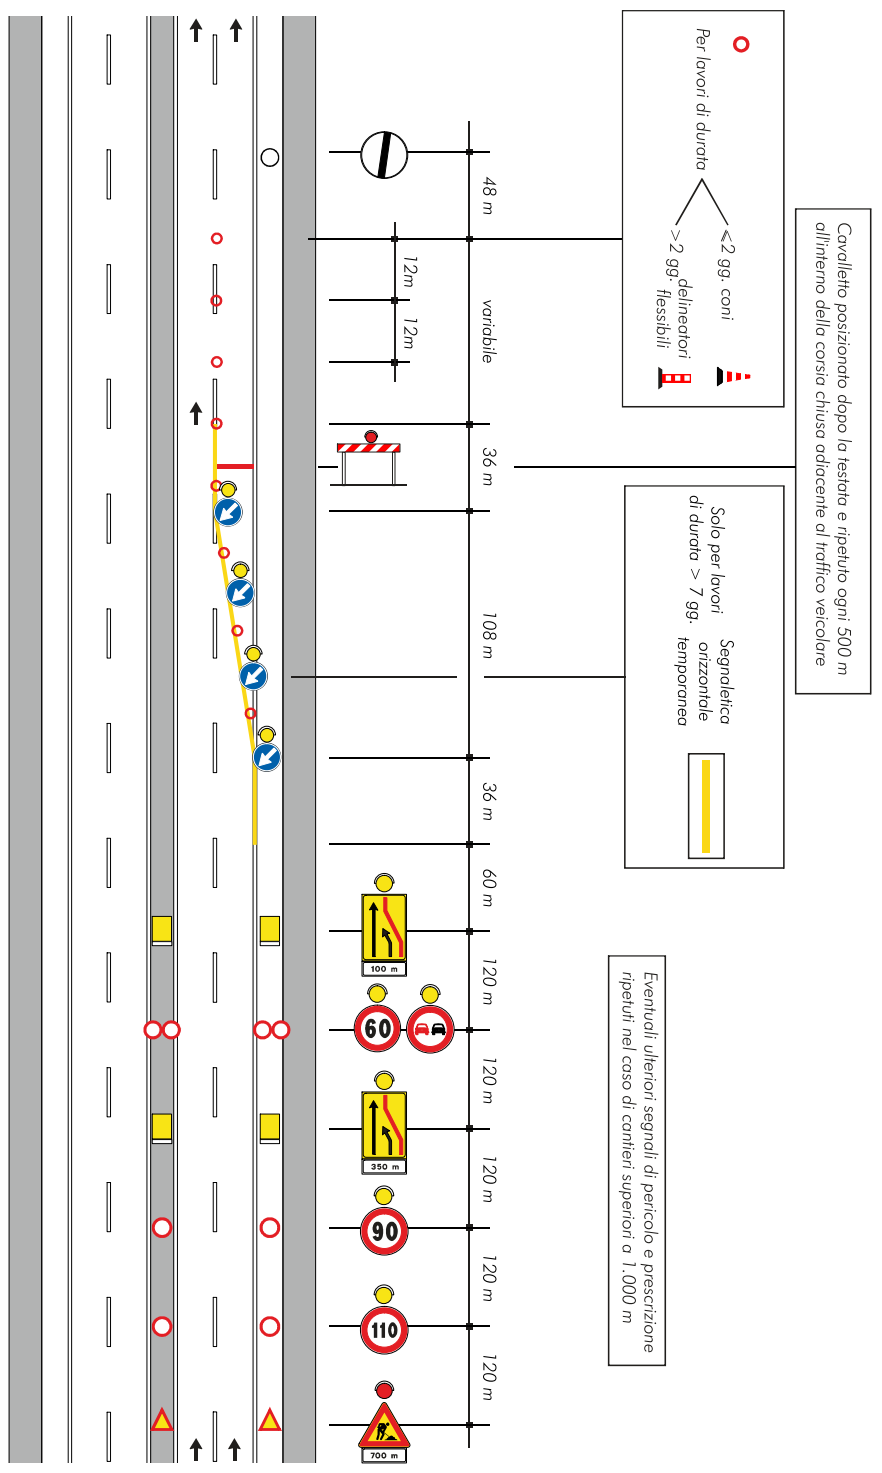 Per lavori di durata
⩽2 gg. coni
>2 gg. delineatori
flessibili
Cavalletto posizionato dopo la testata e ripetuto ogni 500 m
all'interno della corsia chiusa adiacente al traffico veicolare
Solo per lavori
di durata > 7 gg.
Segnaletica
orizzontale
temporanea
Eventuali ulteriori segnali di pericolo e prescrizione
ripetuti nel caso di cantieri superiori a 1.000 m
48 m
12m
12m
variabile
36 m
108 m
36 m
60 m
100 m
120 m
60
120 m
350 m
120 m
90
120 m
110
120 m
700 m